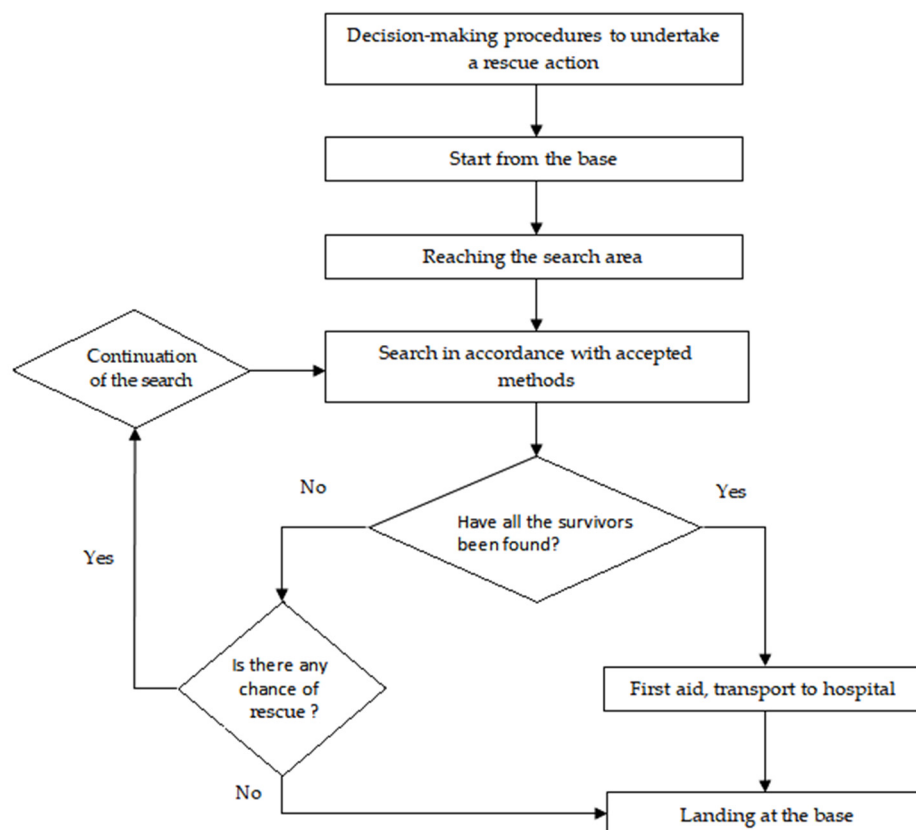 Decision-making procedures to undertake
a rescue action
Start from the base
Reaching the search area
Continuation
of the search
Search in accordance with accepted
methods
No
Yes
Have all the survivors
been found?
Yes
Is there any
chance of
rescue ?
First aid, transport to hospital
No
Landing at the base